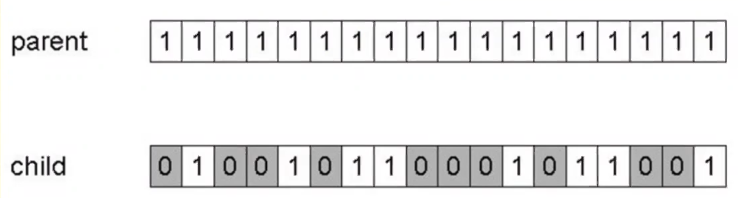 parent 1 1 1 1 1 1 1 1 1 1 1 1 1 1 1 1 1 1
child 0 1 0 0 1 0 1 1 0 0 0 1 0 1 1 0 0 1